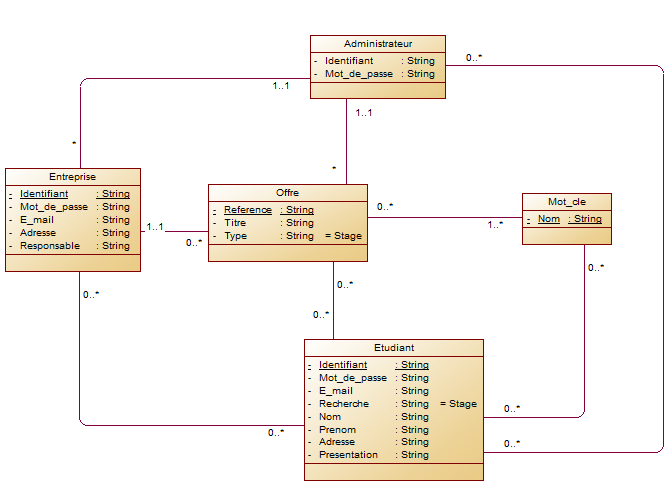 Administrateur
- Identifiant : String
- Mot_de_passe : String
0..*
1..1
1..1
*
*
Entreprise
- Identifiant : String
- Mot_de_passe : String
- E_mail : String
- Adresse : String
- Responsable : String
1..1
0..*
Offre
- Reference : String
- Titre : String
- Type : String = Stage
0..*
1..*
Mot_cle
- Nom : String
0..*
0..*
0..*
0..*
Etudiant
- Identifiant : String
- Mot_de_passe : String
- E_mail : String
- Recherche : String = Stage
- Nom : String
- Prenom : String
- Adresse : String
- Presentation : String
0..*
0..*
0..*